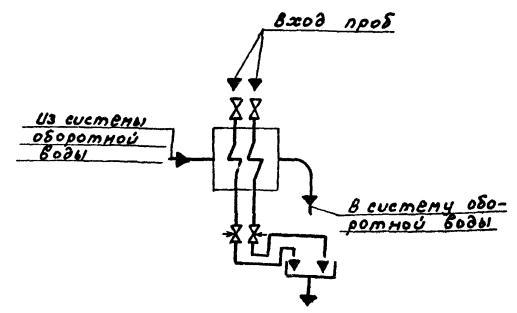 Вход проб
Из системы
оборотной
воды
В систему обо-
ротной воды